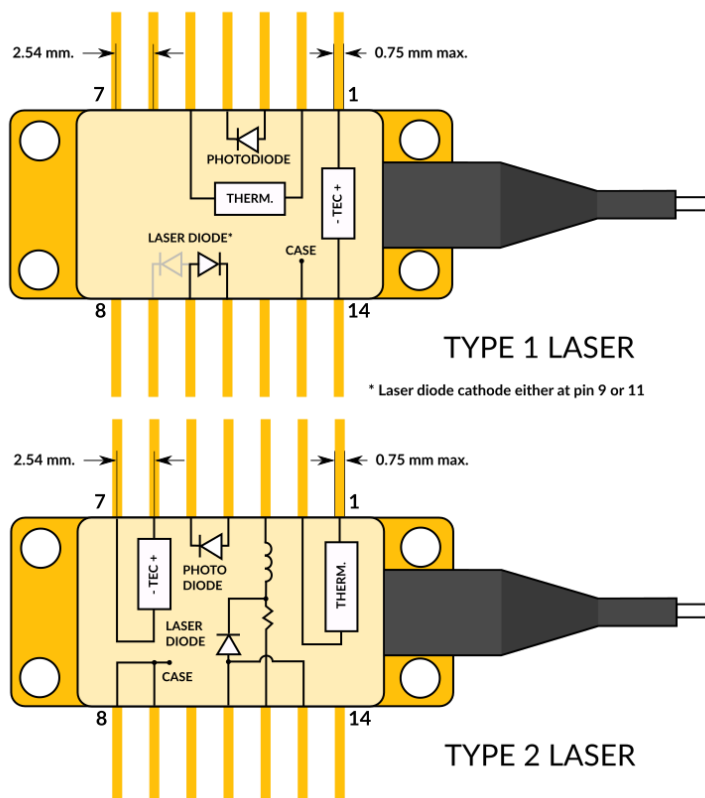 2.54 mm.
0.75 mm max.
7
1
PHOTODIODE
THERM.
- TEC +
LASER DIODE*
CASE
8
14
TYPE 1 LASER
* Laser diode cathode either at pin 9 or 11
2.54 mm.
0.75 mm max.
7
1
- TEC +
PHOTO
DIODE
THERM.
LASER
DIODE
CASE
8
14
TYPE 2 LASER